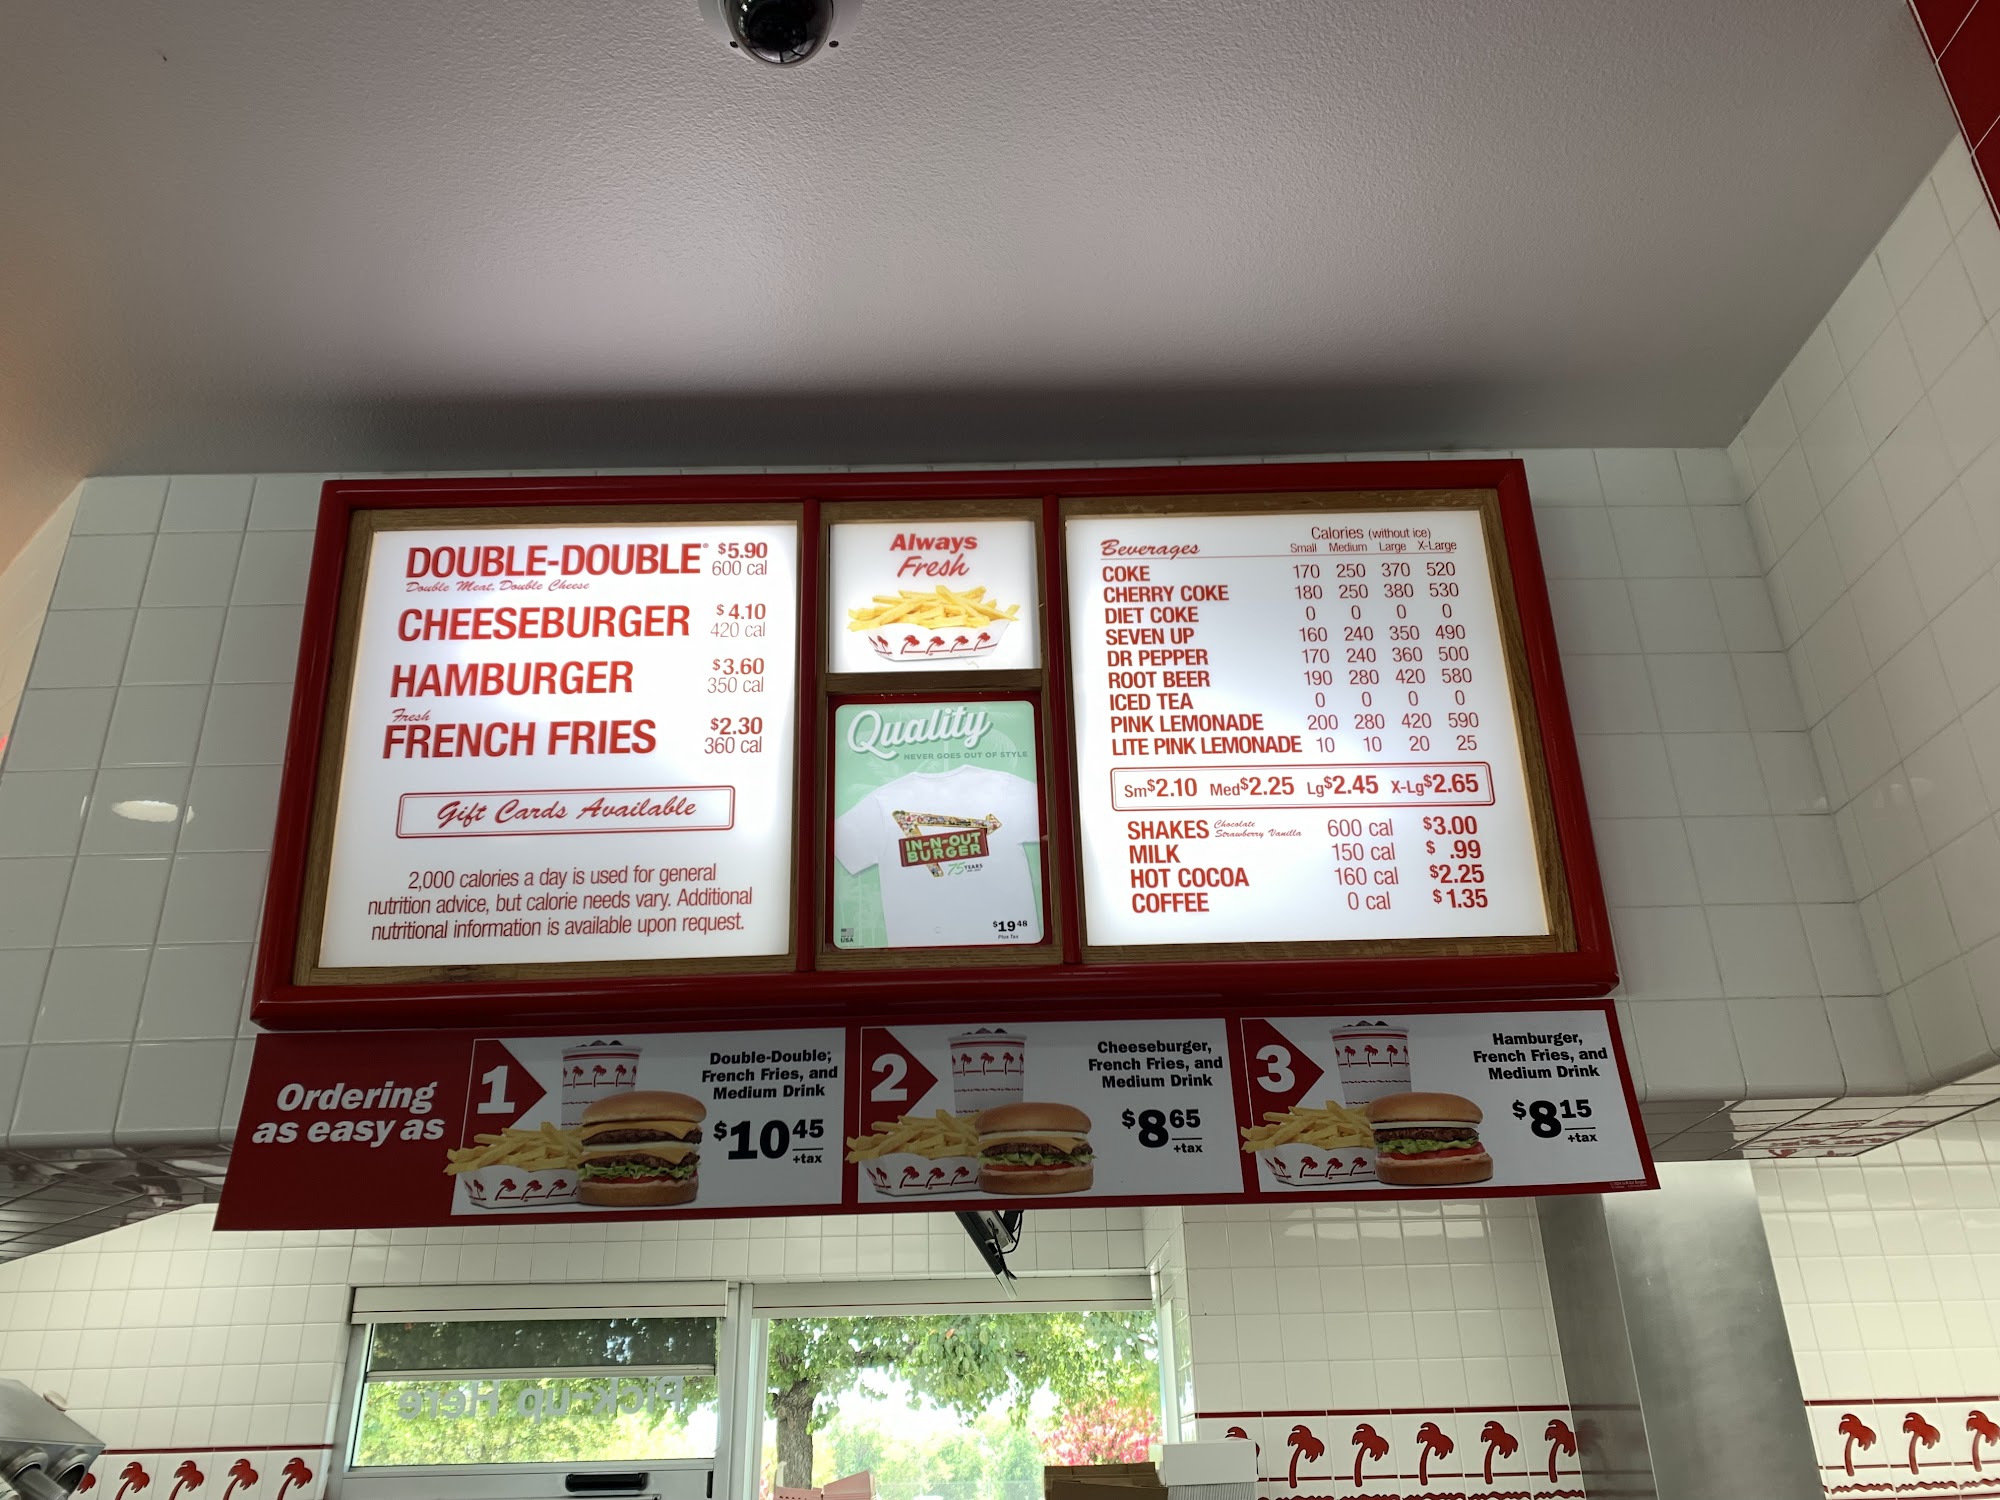 DOUBLE-DOUBLE® $5.90
Double Meat, Double Cheese 600 cal
CHEESEBURGER $4.10
420 cal
HAMBURGER $3.60
350 cal
Fresh
FRENCH FRIES $2.30
360 cal
Gift Cards Available
2,000 calories a day is used for general
nutrition advice, but calorie needs vary. Additional
nutritional information is available upon request.
Always
Fresh
Quality
NEVER GOES OUT OF STYLE
IN-N-OUT
BURGER
75 YEARS
USA
$19.48
Plus Tax
Calories (without ice)
Beverages Small Medium Large X-Large
COKE 170 250 370 520
CHERRY COKE 180 250 380 530
DIET COKE 0 0 0 0
SEVEN UP 160 240 350 490
DR PEPPER 170 240 360 500
ROOT BEER 190 280 420 580
ICED TEA 0 0 0 0
PINK LEMONADE 200 280 420 590
LITE PINK LEMONADE 10 10 20 25
Sm$2.10 Med$2.25 Lg$2.45 X-Lg$2.65
SHAKES Chocolate Strawberry Vanilla 600 cal $3.00
MILK 150 cal $ .99
HOT COCOA 160 cal $2.25
COFFEE 0 cal $1.35
Ordering
as easy as
1
Double-Double,
French Fries, and
Medium Drink
$10.45
+tax
2
Cheeseburger,
French Fries, and
Medium Drink
$8.65
+tax
3
Hamburger,
French Fries, and
Medium Drink
$8.15
+tax
Pick-up Here